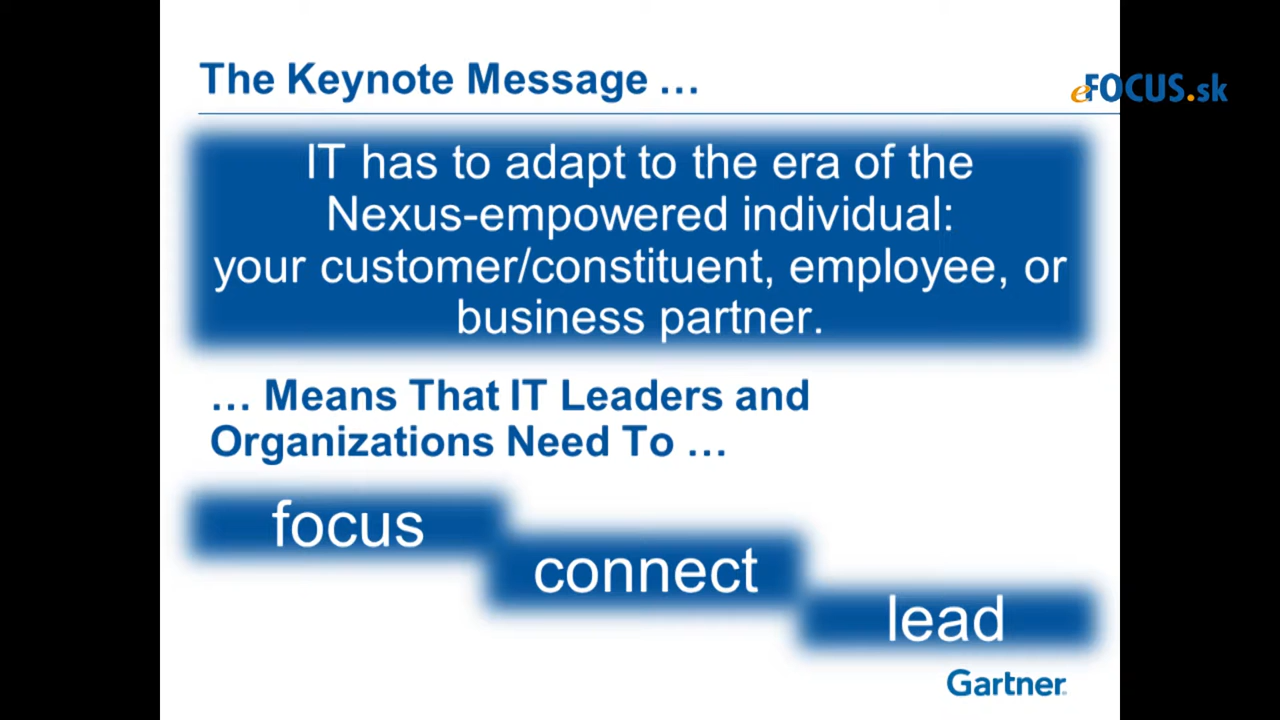 The Keynote Message ...
eFOCUS.sk
IT has to adapt to the era of the
Nexus-empowered individual:
your customer/constituent, employee, or
business partner.
... Means That IT Leaders and
Organizations Need To ...
focus
connect
lead
Gartner